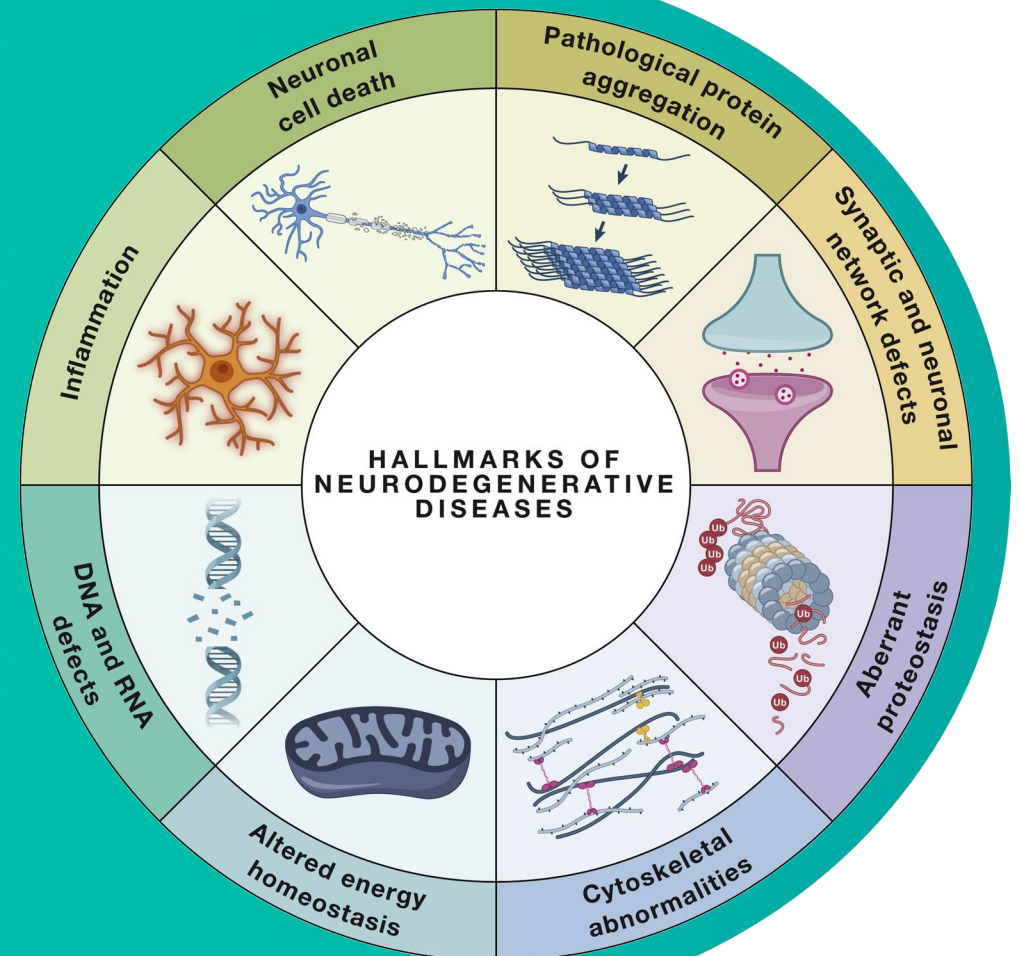 Neuronal
cell death
Pathological protein
aggregation
Synaptic and neuronal
network defects
Inflammation
HALLMARKS OF
NEURODEGENERATIVE
DISEASES
Ub
Ub
Ub
Ub
Ub
Ub
Ub
Ub
DNA and RNA
defects
Aberrant
proteostasis
Altered energy
homeostasis
Cytoskeletal
abnormalities